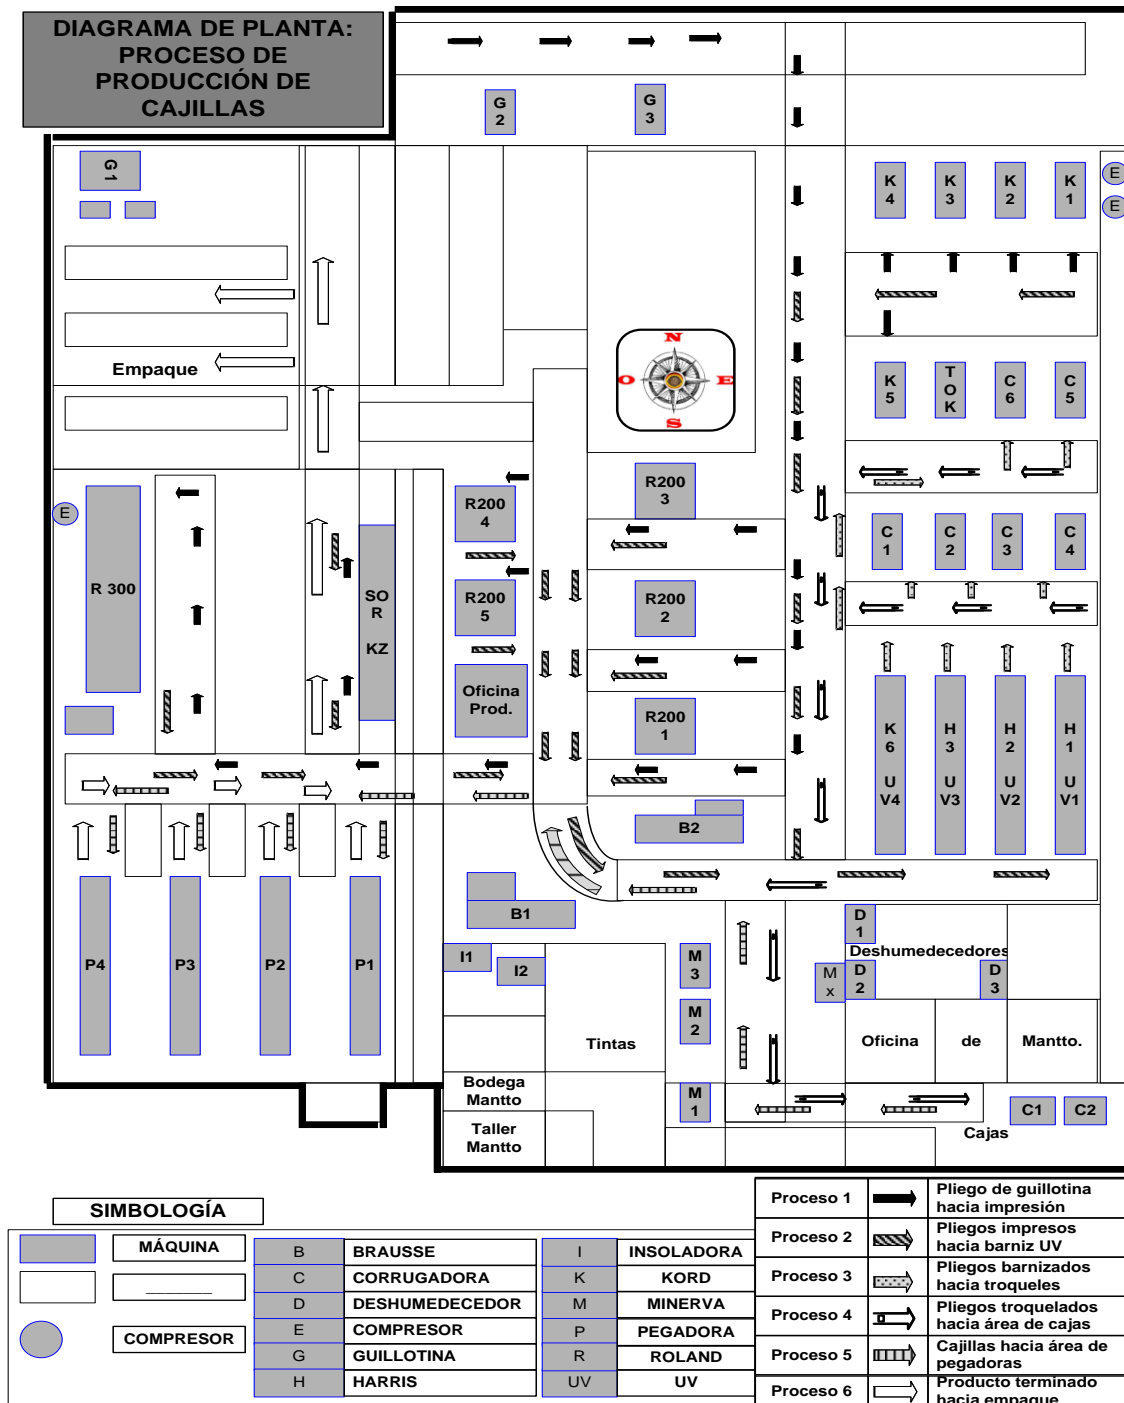 DIAGRAMA DE PLANTA:
PROCESO DE
PRODUCCIÓN DE
CAJILLAS
G
2
G
3
G1
K
4
K
3
K
2
K
1
E
E
N
O
E
S
Empaque
K
5
T
O
K
C
6
C
5
E
R 300
SO
R
KZ
R200
4
R200
3
C
1
C
2
C
3
C
4
R200
5
R200
2
Oficina
Prod.
R200
1
K
6
U
V4
H
3
U
V3
H
2
U
V2
H
1
U
V1
B2
B1
P4
P3
P2
P1
I1
I2
M
3
M
2
M
1
D
1
Deshumedecedores
M
x
D
2
D
3
Tintas
Oficina
de
Mantto.
Bodega
Mantto
Taller
Mantto
C1
C2
Cajas
SIMBOLOGÍA
MÁQUINA
COMPRESOR
B BRAUSSE
C CORRUGADORA
D DESHUMEDECEDOR
E COMPRESOR
G GUILLOTINA
H HARRIS
I INSOLADORA
K KORD
M MINERVA
P PEGADORA
R ROLAND
UV UV
Proceso 1 Pliego de guillotina
hacia impresión
Proceso 2 Pliegos impresos
hacia barniz UV
Proceso 3 Pliegos barnizados
hacia troqueles
Proceso 4 Pliegos troquelados
hacia área de cajas
Proceso 5 Cajillas hacia área de
pegadoras
Proceso 6 Producto terminado
hacia empaque